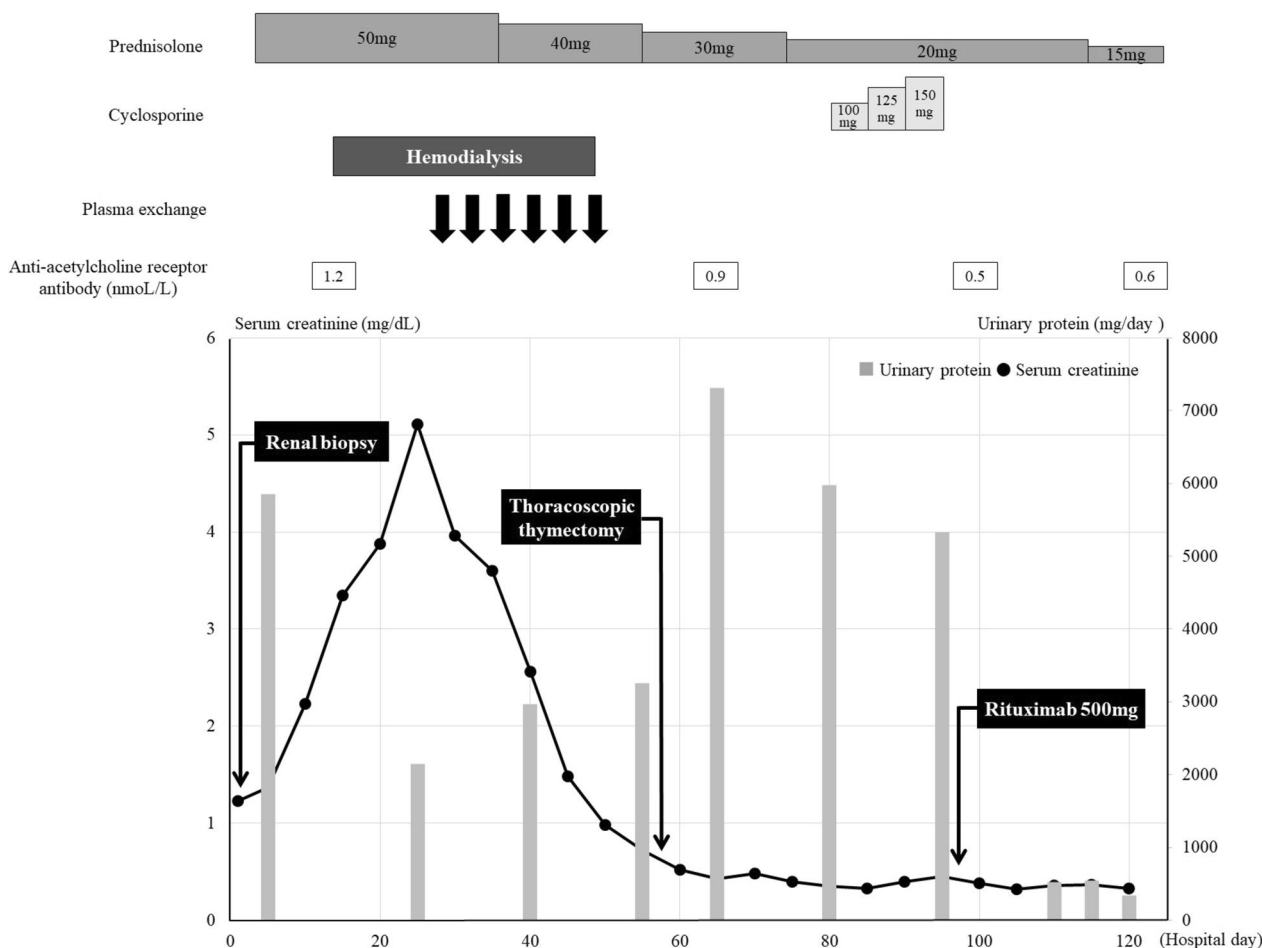 Prednisolone
50mg
40mg
30mg
20mg
15mg
Cyclosporine
100
mg
125
mg
150
mg
Hemodialysis
Plasma exchange
Anti-acetylcholine receptor
antibody (nmoL/L)
1.2
0.9
0.5
0.6
Serum creatinine (mg/dL)
Urinary protein (mg/day )
6
5
4
3
2
1
0
8000
7000
6000
5000
4000
3000
2000
1000
0
Urinary protein
Serum creatinine
Renal biopsy
Thoracoscopic
thymectomy
Rituximab 500mg
0
20
40
60
80
100
120
(Hospital day)